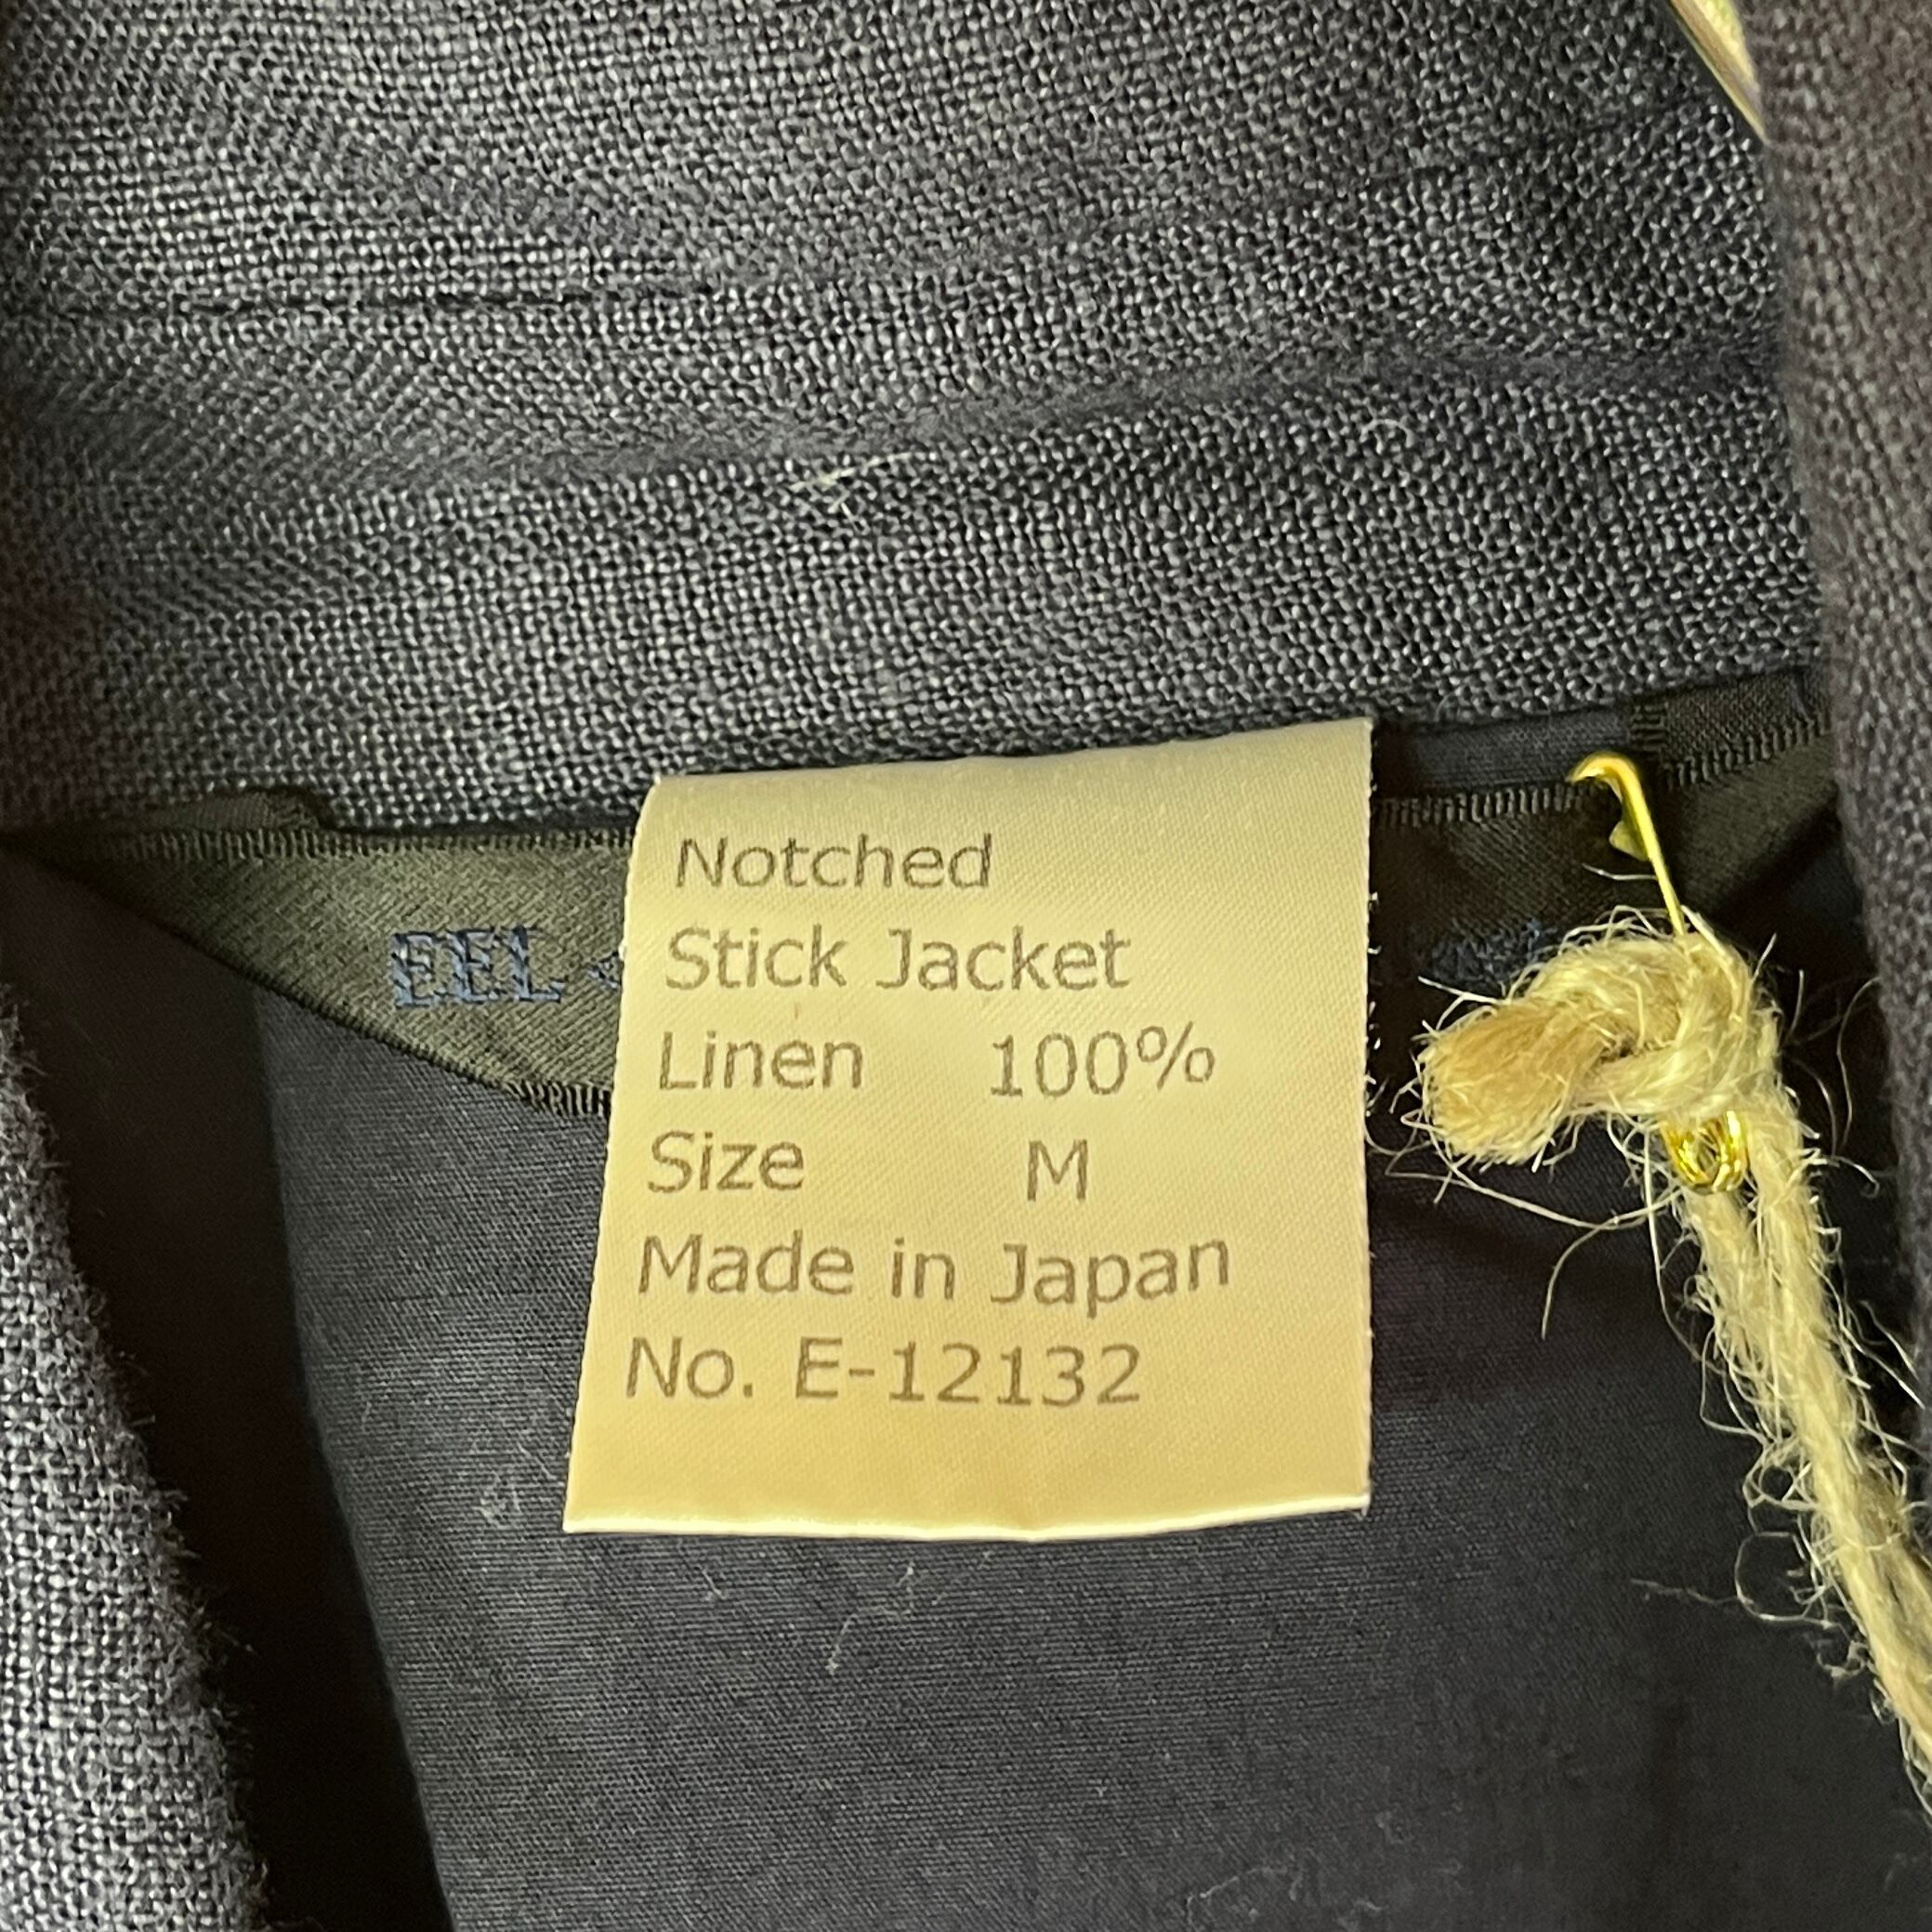 Notched
Stick Jacket
Linen 100%
Size M
Made in Japan
No. E-12132
EEL